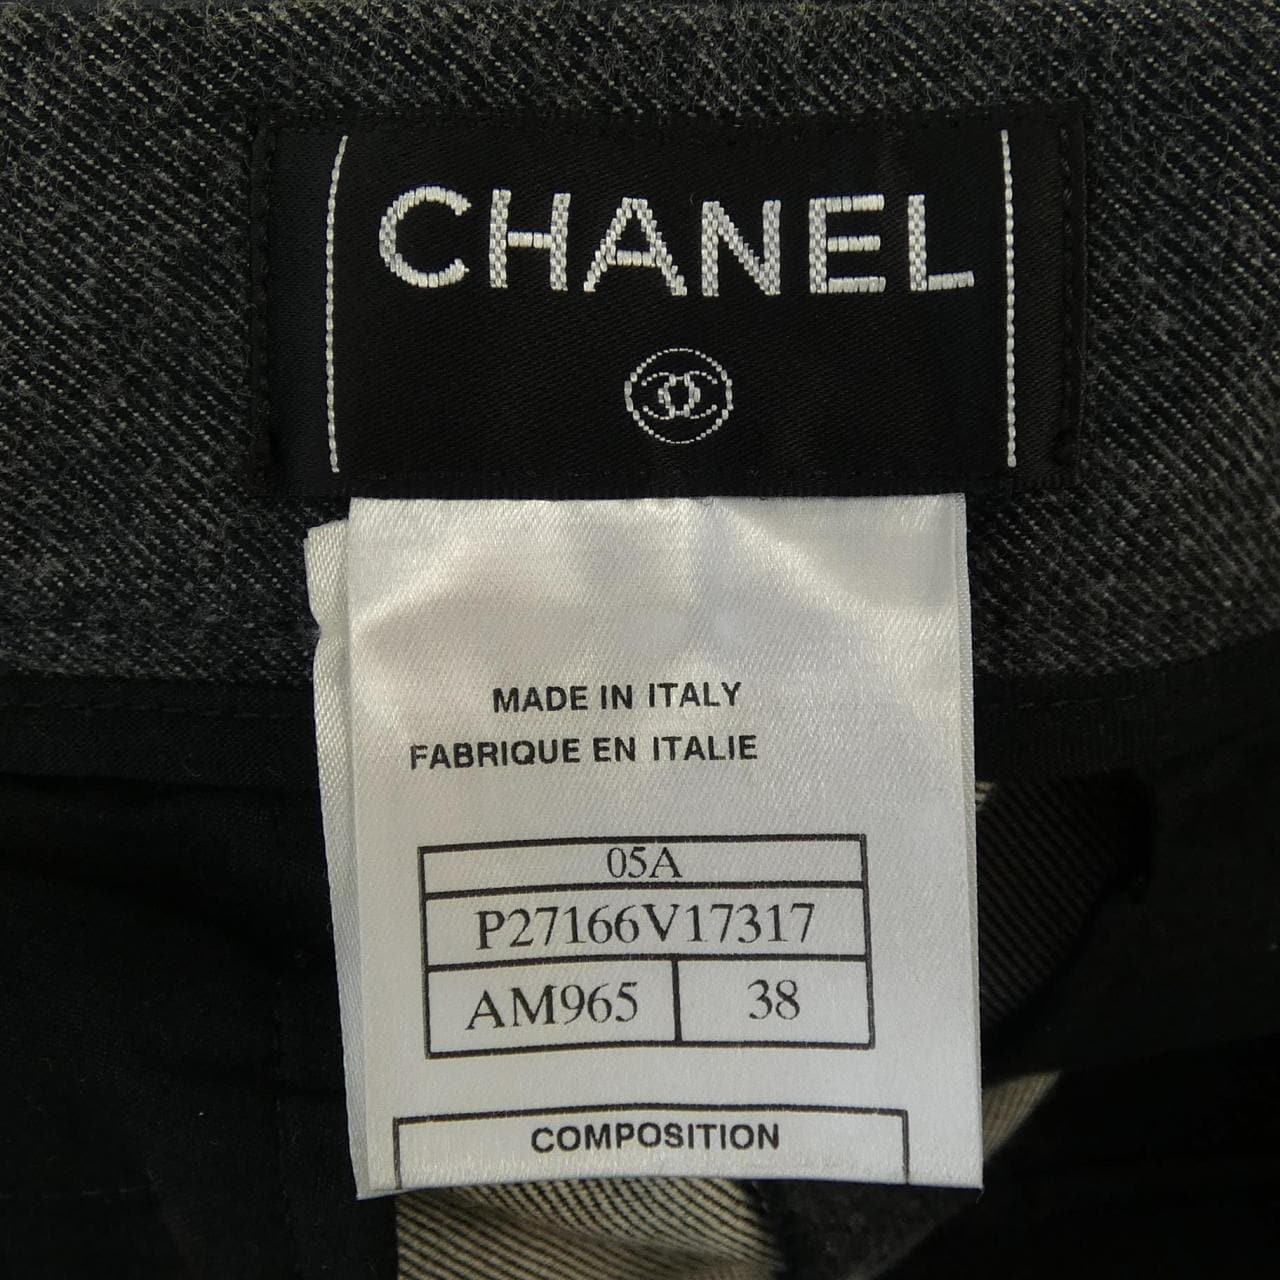 CHANEL
MADE IN ITALY
FABRIQUE EN ITALIE
05A
P27166V17317
AM965 38
COMPOSITION